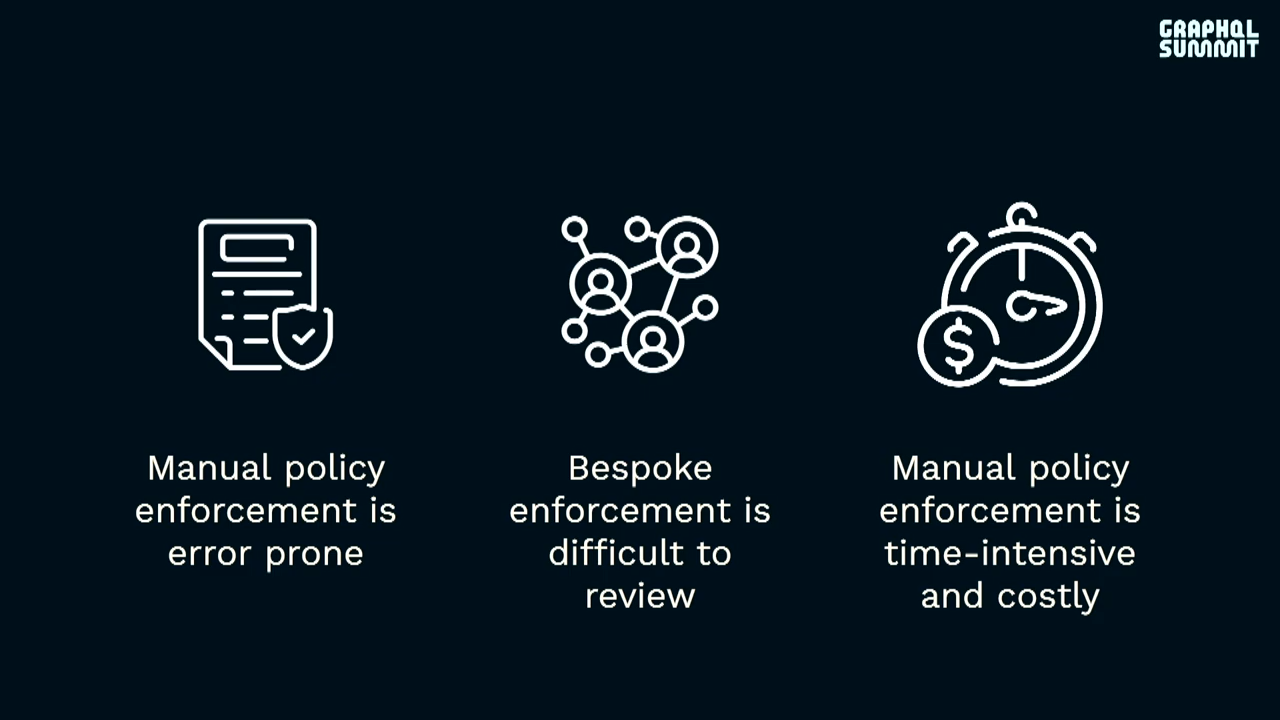 GRAPHQL
SUMMIT
Manual policy
enforcement is
error prone
Bespoke
enforcement is
difficult to
review
$
Manual policy
enforcement is
time-intensive
and costly